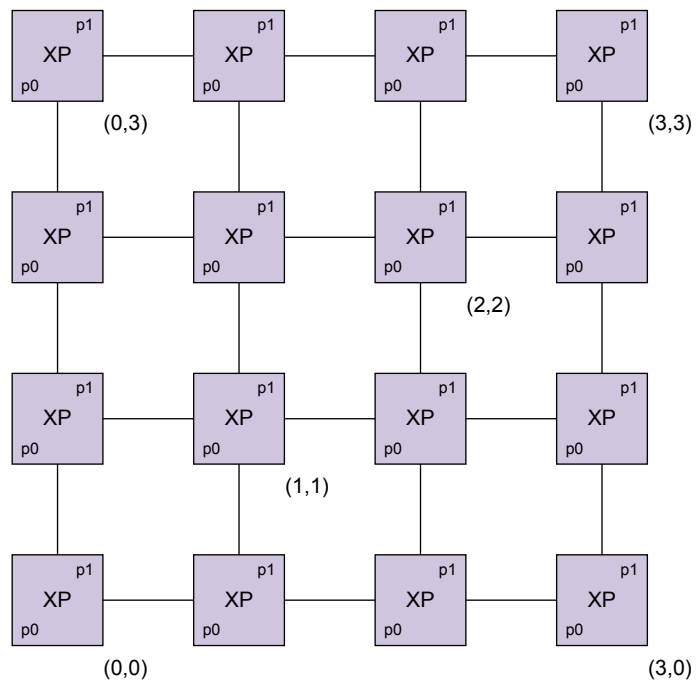 p1 p1 p1 p1
XP XP XP XP
p0 p0 p0 p0
(0,3) (3,3)
p1 p1 p1 p1
XP XP XP XP
p0 p0 p0 p0
(2,2)
p1 p1 p1 p1
XP XP XP XP
p0 p0 p0 p0
(1,1)
p1 p1 p1 p1
XP XP XP XP
p0 p0 p0 p0
(0,0) (3,0)